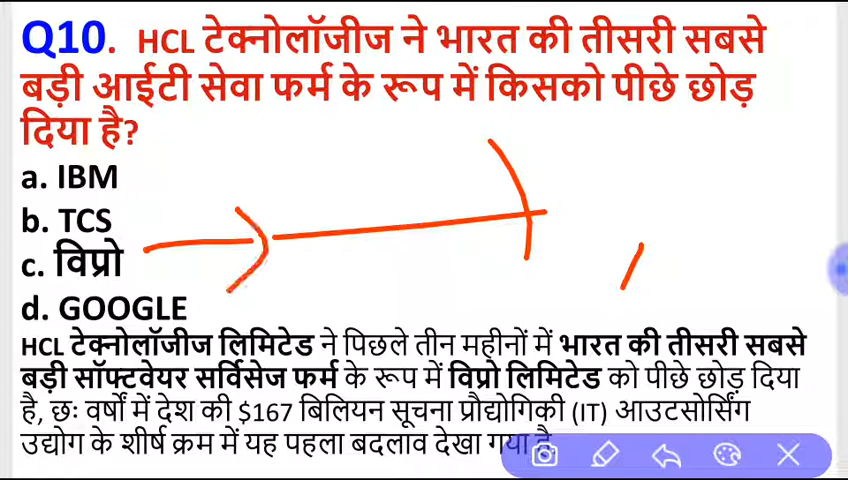 Q10. HCL टेक्नोलॉजीज ने भारत की तीसरी सबसे
बड़ी आईटी सेवा फर्म के रूप में किसको पीछे छोड़
दिया है?
a. IBM
b. TCS
c. विप्रो
d. GOOGLE
HCL टेक्नोलॉजीज लिमिटेड ने पिछले तीन महीनों में भारत की तीसरी सबसे
बड़ी सॉफ्टवेयर सर्विसेज फर्म के रूप में विप्रो लिमिटेड को पीछे छोड़ दिया
है, छः वर्षों में देश की $167 बिलियन सूचना प्रौद्योगिकी (IT) आउटसोर्सिंग
उद्योग के शीर्ष क्रम में यह पहला बदलाव देखा गया है